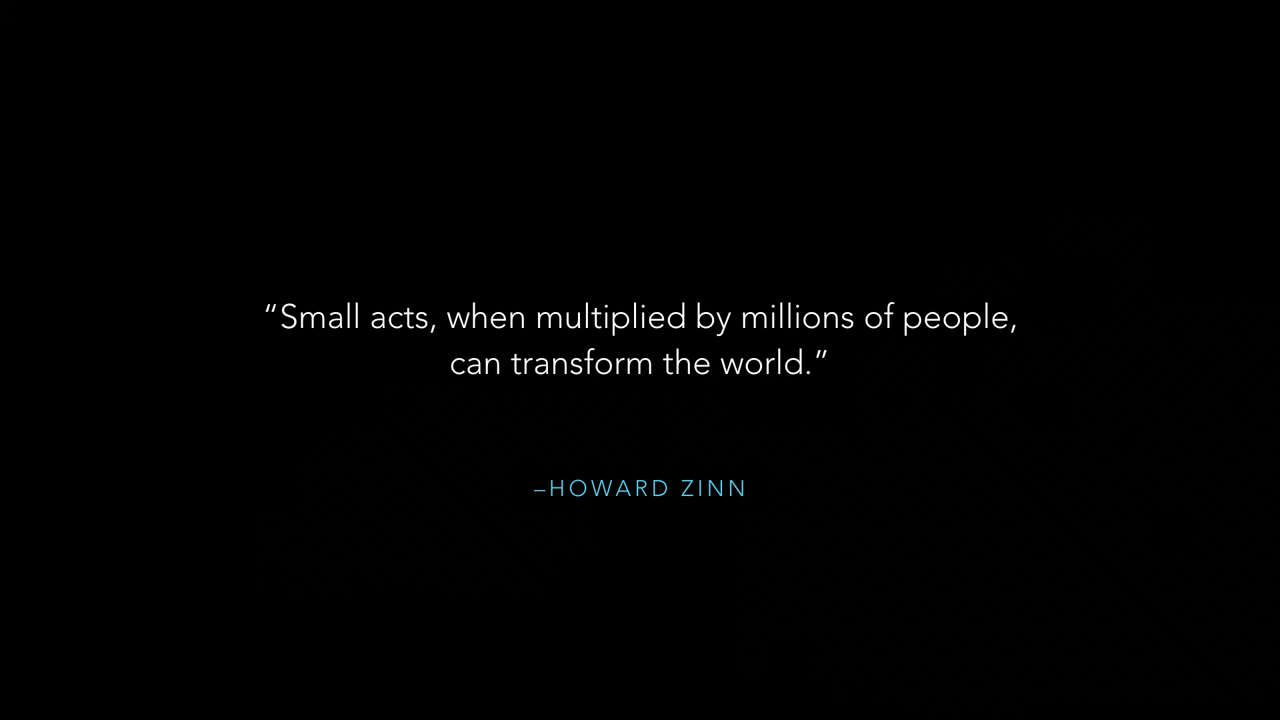 “Small acts, when multiplied by millions of people,
can transform the world.”
–HOWARD ZINN